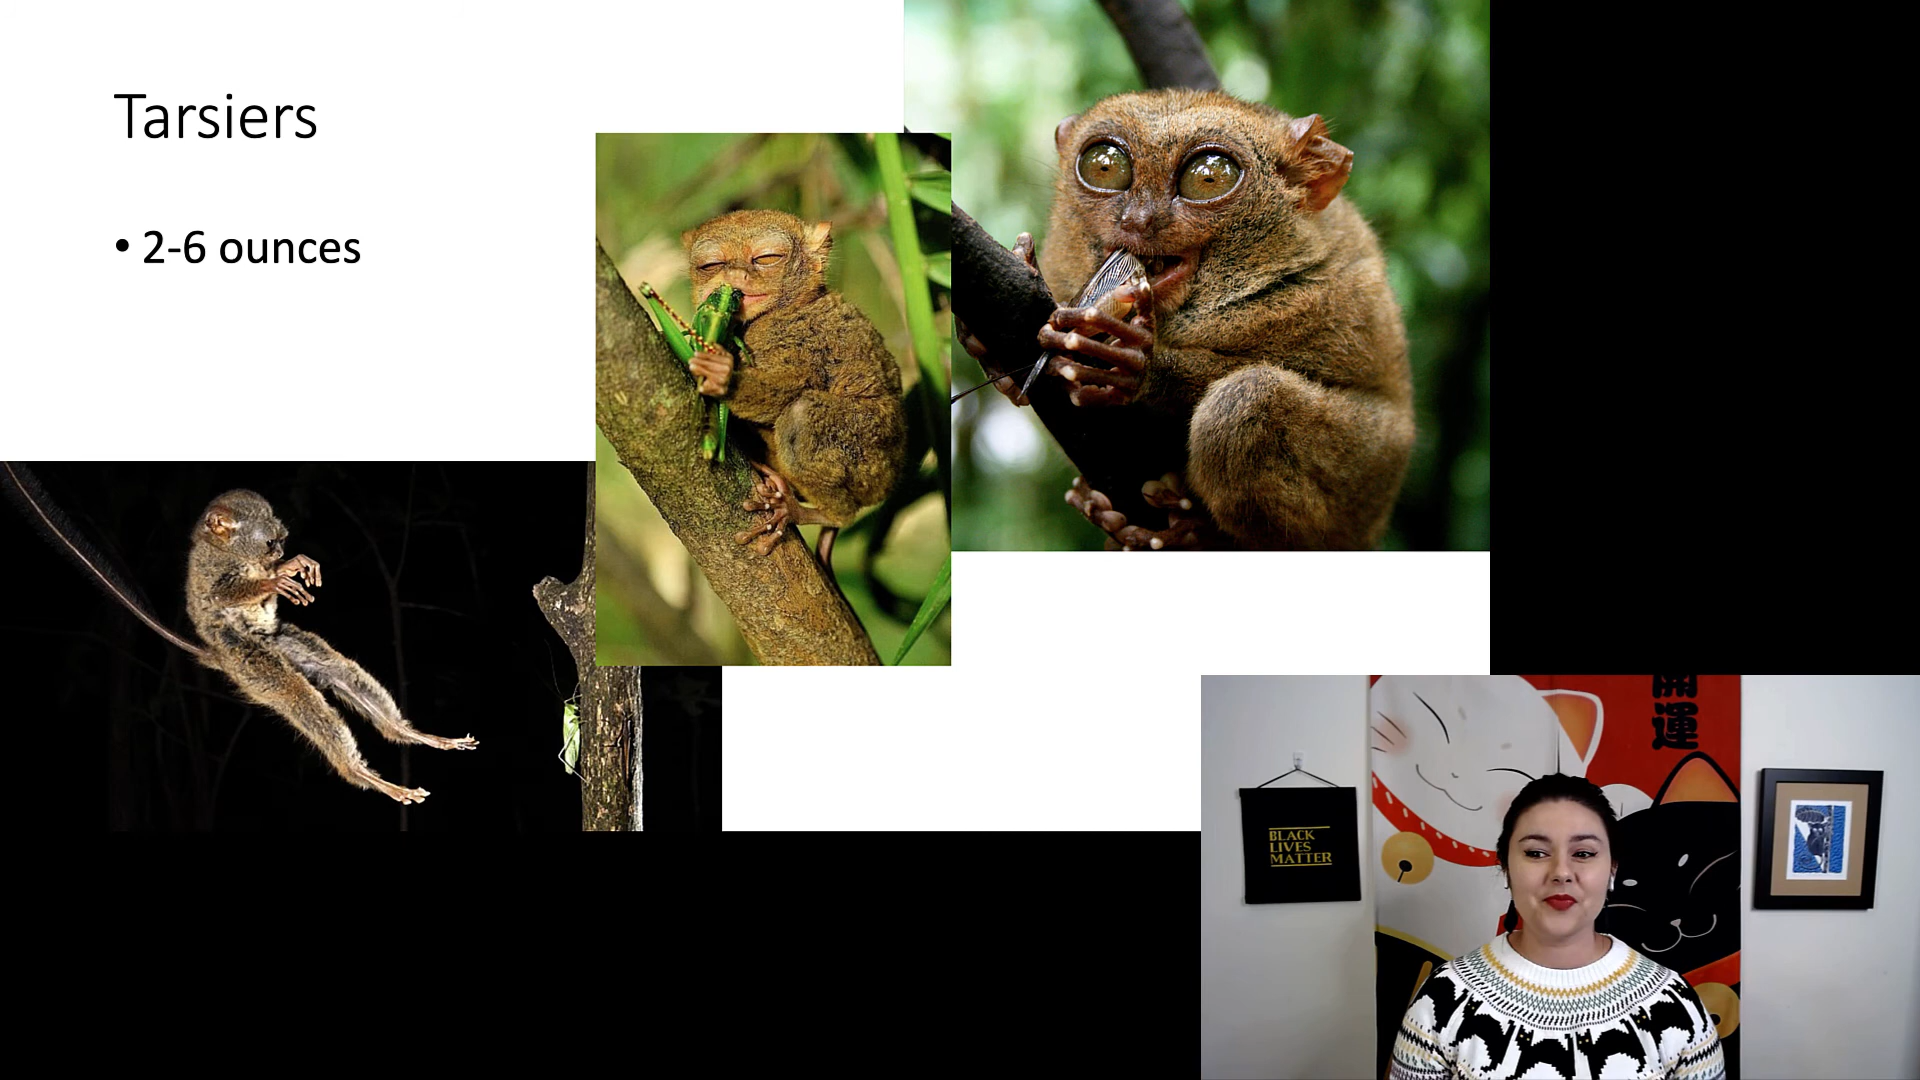 Tarsiers
• 2-6 ounces
開
運
BLACK
LIVES
MATTER